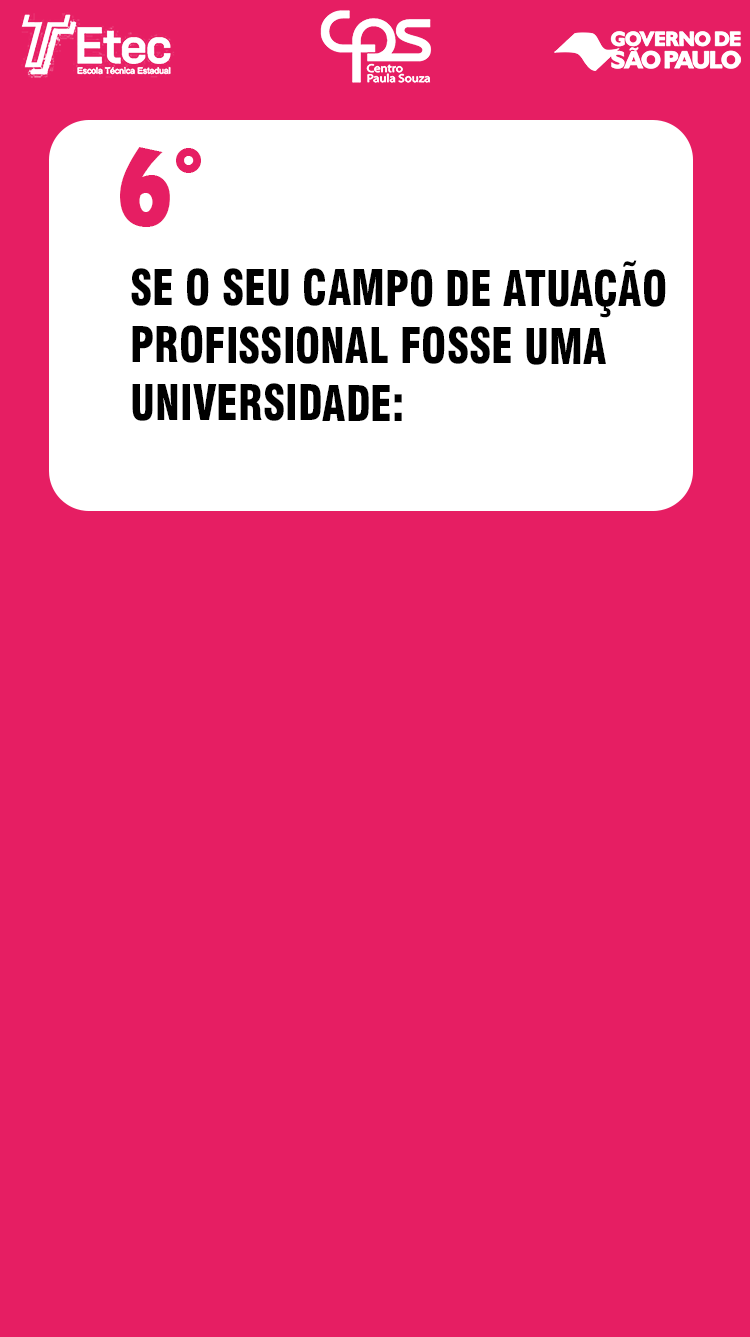 Etec
Escola Técnica Estadual
CPS
Centro
Paula Souza
GOVERNO DE
SÃO PAULO
6°
SE O SEU CAMPO DE ATUAÇÃO
PROFISSIONAL FOSSE UMA
UNIVERSIDADE: